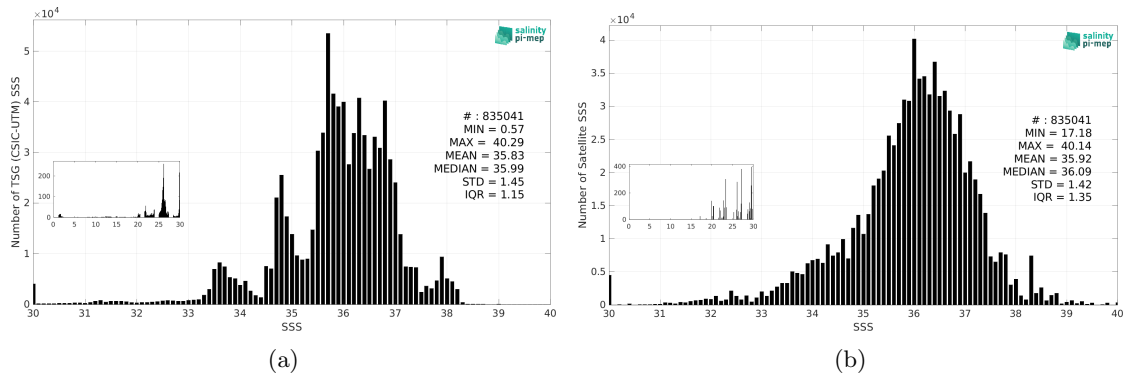 ×10⁴
salinity
pi-mep
5
4
3
2
1
0
Number of TSG (CSIC-UTM) SSS
# : 835041
MIN = 0.57
MAX = 40.29
MEAN = 35.83
MEDIAN = 35.99
STD = 1.45
IQR = 1.15
200
100
0
0 5 10 15 20 25 30
30 31 32 33 34 35 36 37 38 39 40
SSS
(a)
×10⁴
salinity
pi-mep
4
3.5
3
2.5
2
1.5
1
0.5
0
Number of Satellite SSS
# : 835041
MIN = 17.18
MAX = 40.14
MEAN = 35.92
MEDIAN = 36.09
STD = 1.42
IQR = 1.35
400
200
0
0 5 10 15 20 25 30
30 31 32 33 34 35 36 37 38 39 40
SSS
(b)